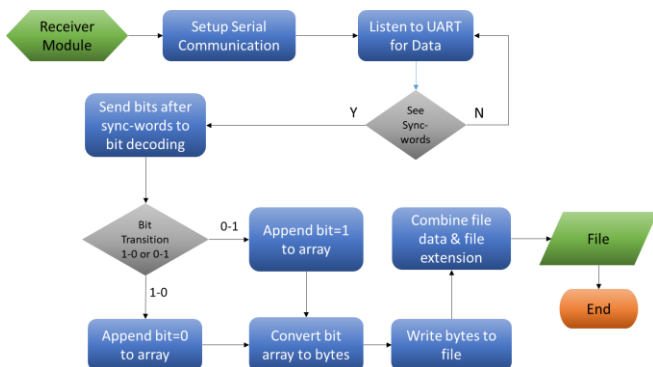 Receiver
Module
Setup Serial
Communication
Listen to UART
for Data
See
Sync-
words
Y
N
Send bits after
sync-words to
bit decoding
Bit
Transition
1-0 or 0-1
0-1
1-0
Append bit=1
to array
Append bit=0
to array
Convert bit
array to bytes
Write bytes to
file
Combine file
data & file
extension
File
End